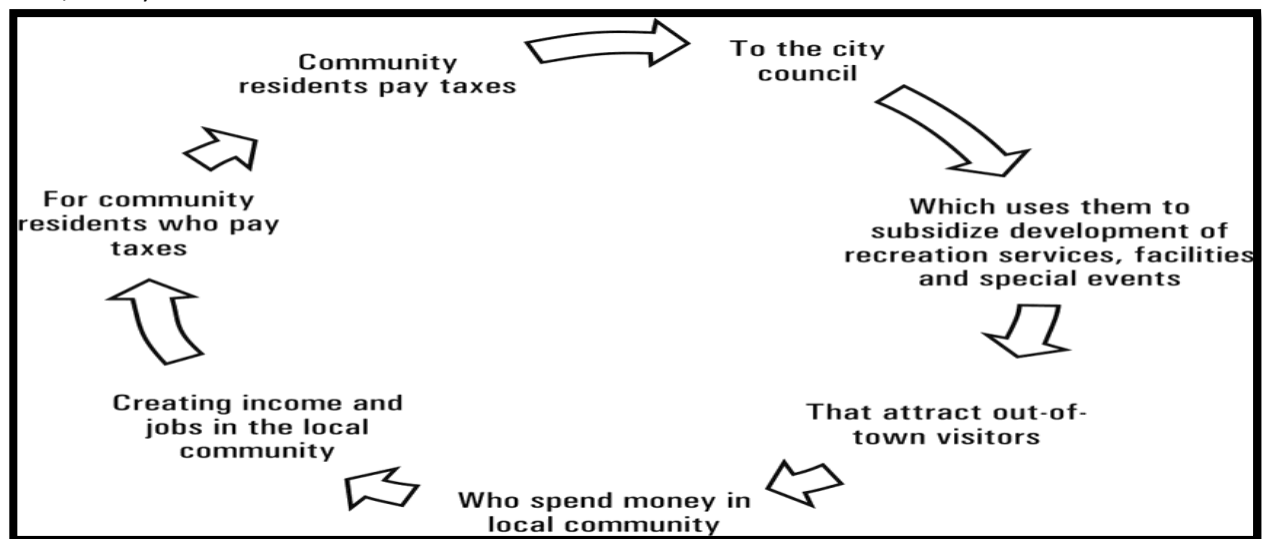 Community
residents pay taxes
To the city
council
Which uses them to
subsidize development of
recreation services, facilities
and special events
That attract out-of-
town visitors
Who spend money in
local community
Creating income and
jobs in the local
community
For community
residents who pay
taxes